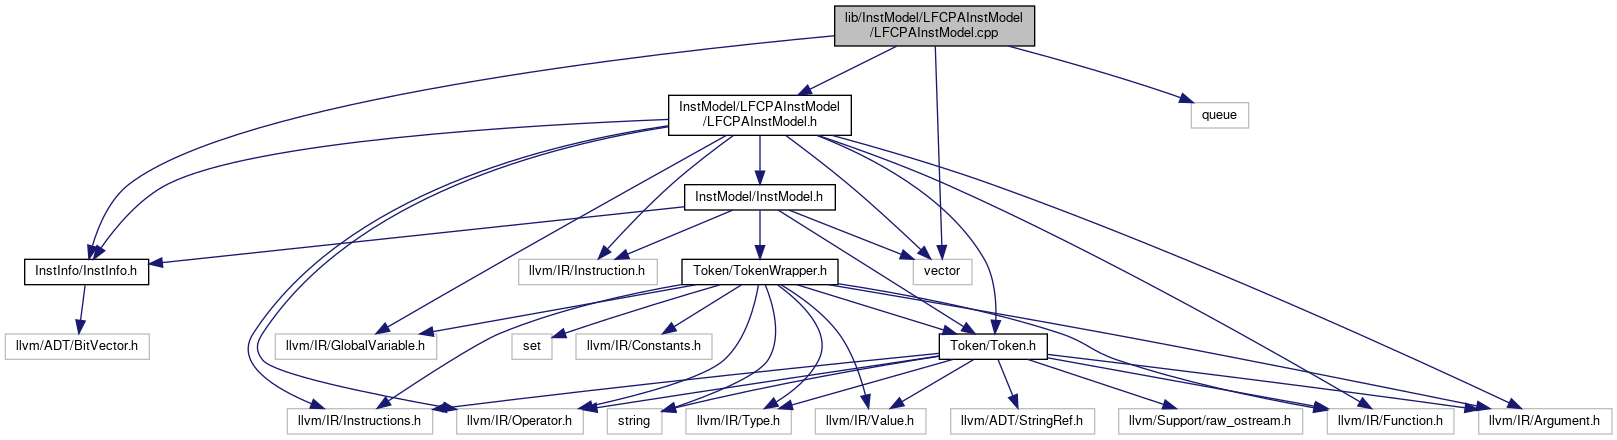 lib/InstModel/LFCPAInstModel
/LFCPAInstModel.cpp
InstModel/LFCPAInstModel
/LFCPAInstModel.h
queue
InstModel/InstModel.h
InstInfo/InstInfo.h
llvm/IR/Instruction.h
Token/TokenWrapper.h
vector
llvm/ADT/BitVector.h
llvm/IR/GlobalVariable.h
set
llvm/IR/Constants.h
Token/Token.h
llvm/IR/Instructions.h
llvm/IR/Operator.h
string
llvm/IR/Type.h
llvm/IR/Value.h
llvm/ADT/StringRef.h
llvm/Support/raw_ostream.h
llvm/IR/Function.h
llvm/IR/Argument.h